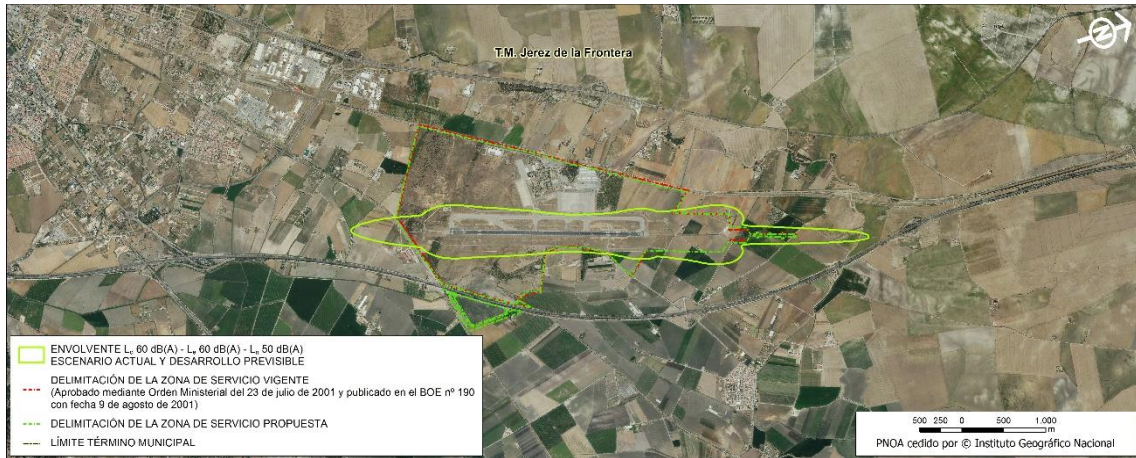 T.M. Jerez de la Frontera
N
ENVOLVENTE Ld 60 dB(A) - Le 60 dB(A) - Ln 50 dB(A)
ESCENARIO ACTUAL Y DESARROLLO PREVISIBLE
DELIMITACIÓN DE LA ZONA DE SERVICIO VIGENTE
(Aprobado mediante Orden Ministerial del 23 de julio de 2001 y publicado en el BOE nº 190
con fecha 9 de agosto de 2001)
DELIMITACIÓN DE LA ZONA DE SERVICIO PROPUESTA
LÍMITE TÉRMINO MUNICIPAL
500 250 0 500 1.000
m
PNOA cedido por © Instituto Geográfico Nacional